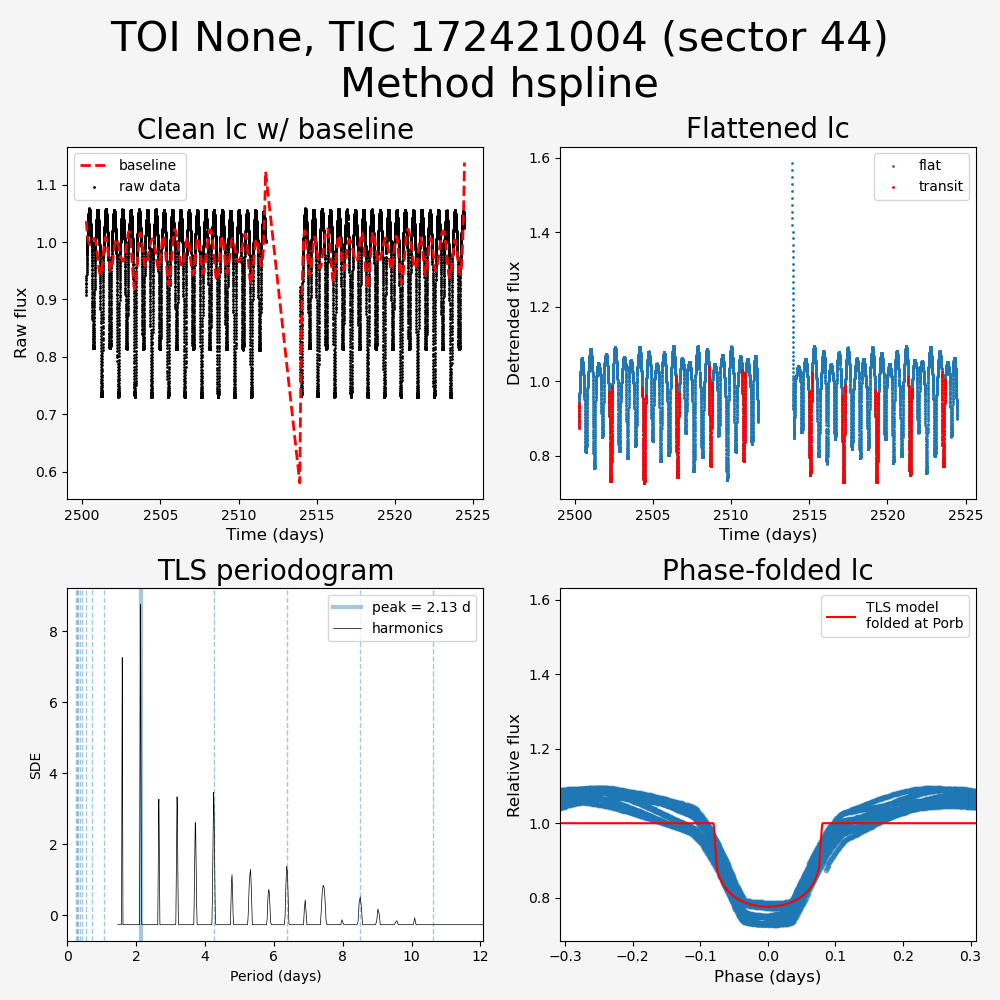 TOI None, TIC 172421004 (sector 44)
Method hspline
Clean lc w/ baseline
baseline
raw data
1.1
1.0
0.9
0.8
0.7
0.6
Raw flux
2500
2505
2510
2515
2520
2525
Time (days)
Flattened lc
flat
transit
1.6
1.4
1.2
1.0
0.8
Detrended flux
2500
2505
2510
2515
2520
2525
Time (days)
TLS periodogram
peak = 2.13 d
harmonics
8
6
4
2
0
SDE
0
2
4
6
8
10
12
Period (days)
Phase-folded lc
TLS model
folded at Porb
1.6
1.4
1.2
1.0
0.8
Relative flux
−0.3
−0.2
−0.1
0.0
0.1
0.2
0.3
Phase (days)